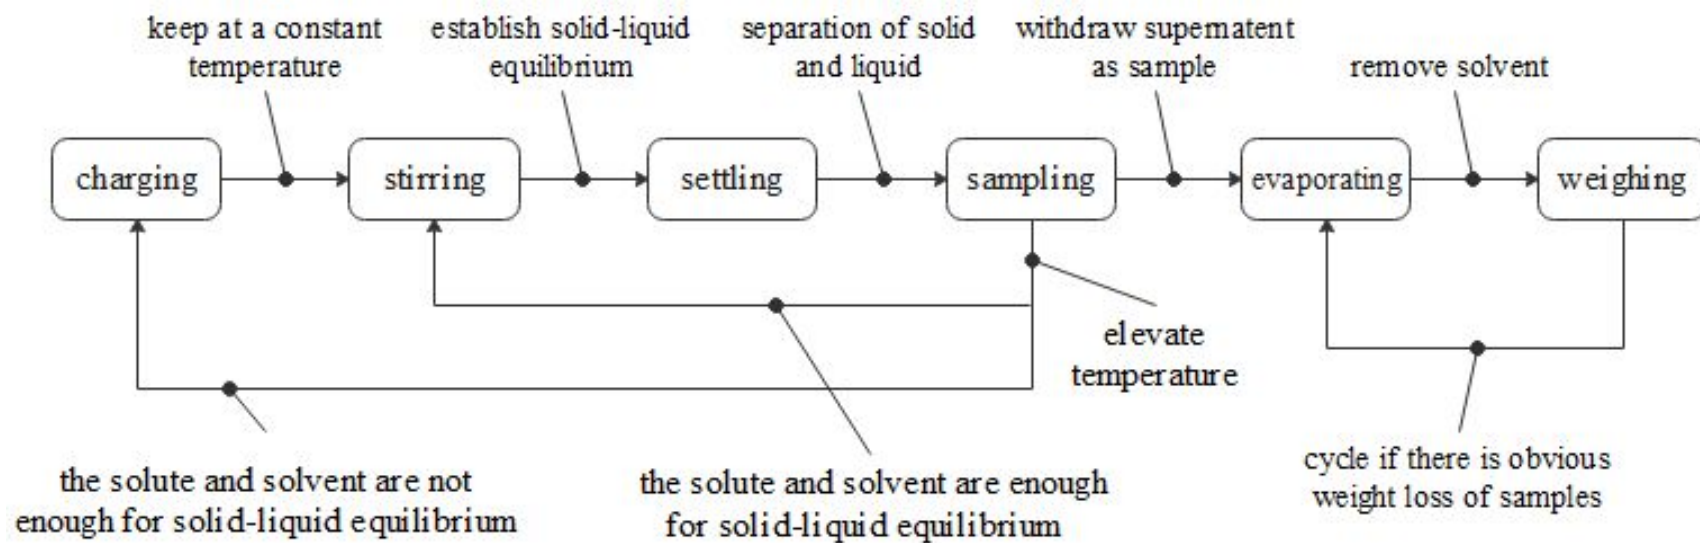 keep at a constant
temperature
establish solid-liquid
equilibrium
separation of solid
and liquid
withdraw supernatent
as sample
remove solvent
charging
stirring
settling
sampling
evaporating
weighing
elevate
temperature
the solute and solvent are not
enough for solid-liquid equilibrium
the solute and solvent are enough
for solid-liquid equilibrium
cycle if there is obvious
weight loss of samples